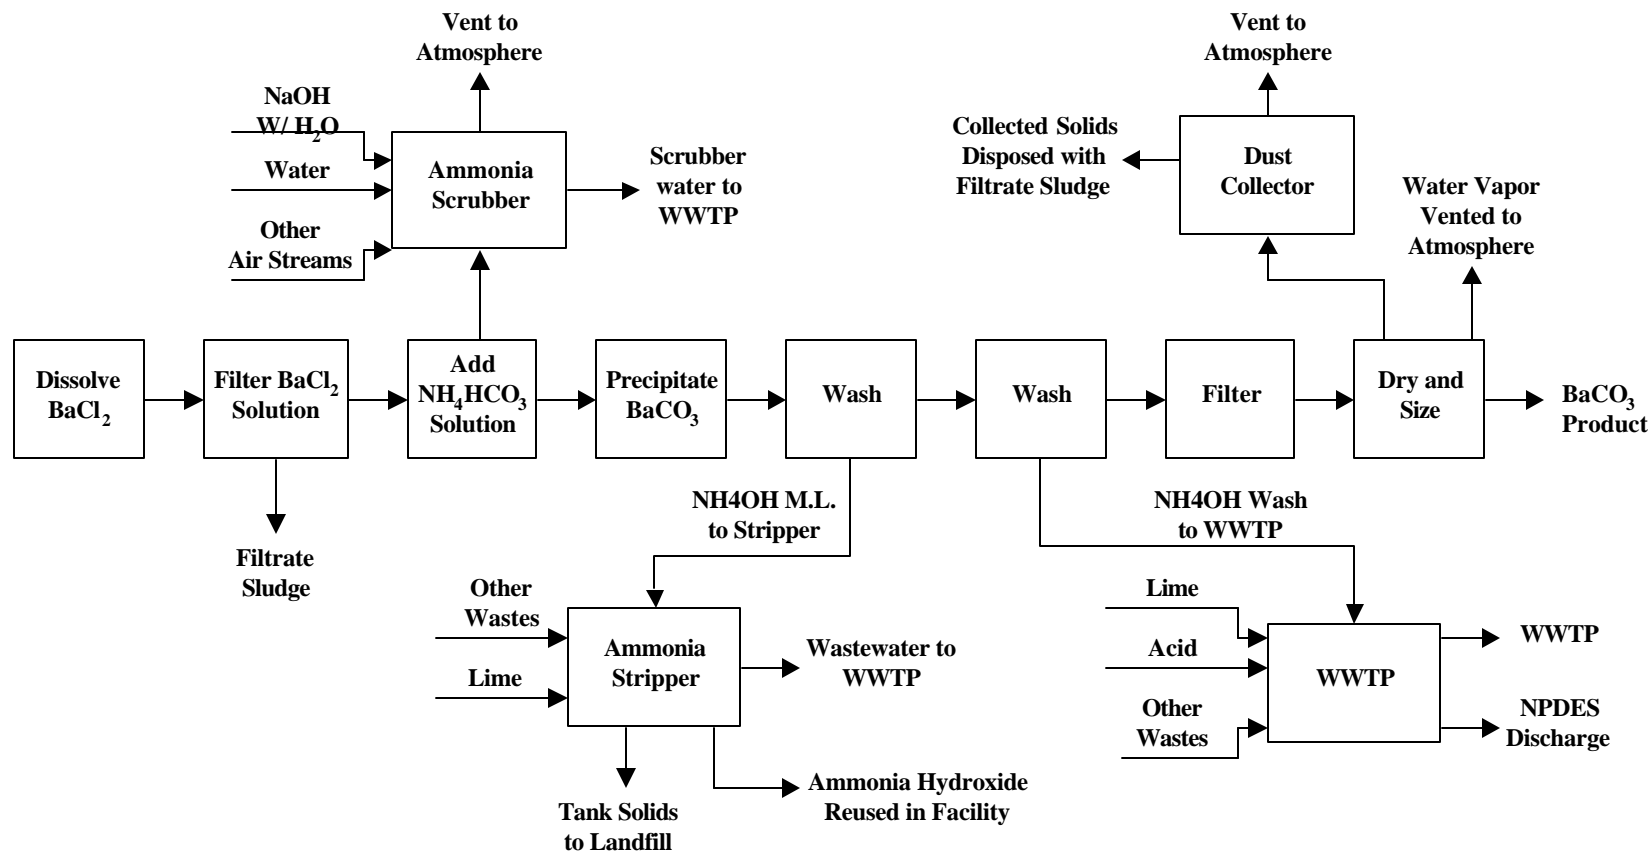 Vent to
Atmosphere
NaOH
W/ H₂O
Water
Other
Air Streams
Ammonia
Scrubber
Scrubber
water to
WWTP
Vent to
Atmosphere
Collected Solids
Disposed with
Filtrate Sludge
Dust
Collector
Water Vapor
Vented to
Atmosphere
Dissolve
BaCl₂
Filter BaCl₂
Solution
Add
NH₄HCO₃
Solution
Precipitate
BaCO₃
Wash
Wash
Filter
Dry and
Size
BaCO₃
Product
Filtrate
Sludge
NH4OH M.L.
to Stripper
NH4OH Wash
to WWTP
Other
Wastes
Lime
Ammonia
Stripper
Wastewater to
WWTP
Tank Solids
to Landfill
Ammonia Hydroxide
Reused in Facility
Lime
Acid
Other
Wastes
WWTP
WWTP
NPDES
Discharge